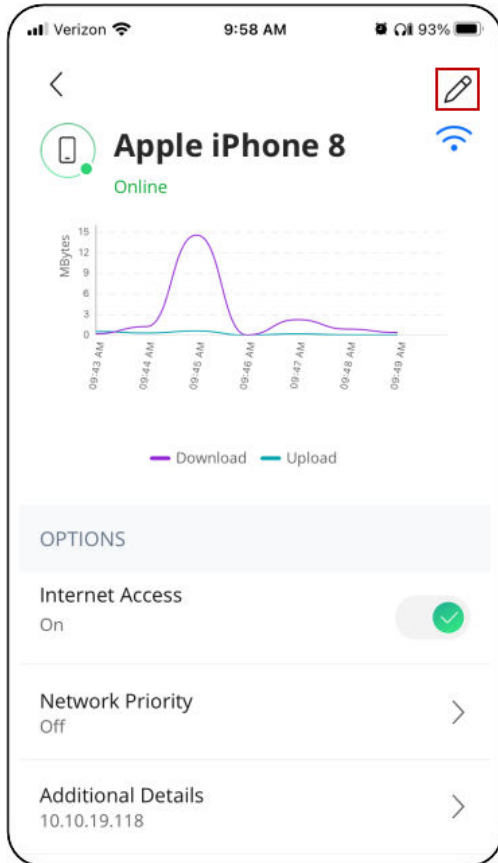 Verizon 9:58 AM 93%
Apple iPhone 8
Online
MBytes
15
12
9
6
3
0
09:43 AM 09:44 AM 09:45 AM 09:46 AM 09:47 AM 09:48 AM 09:49 AM
Download Upload
OPTIONS
Internet Access
On
Network Priority
Off
Additional Details
10.10.19.118